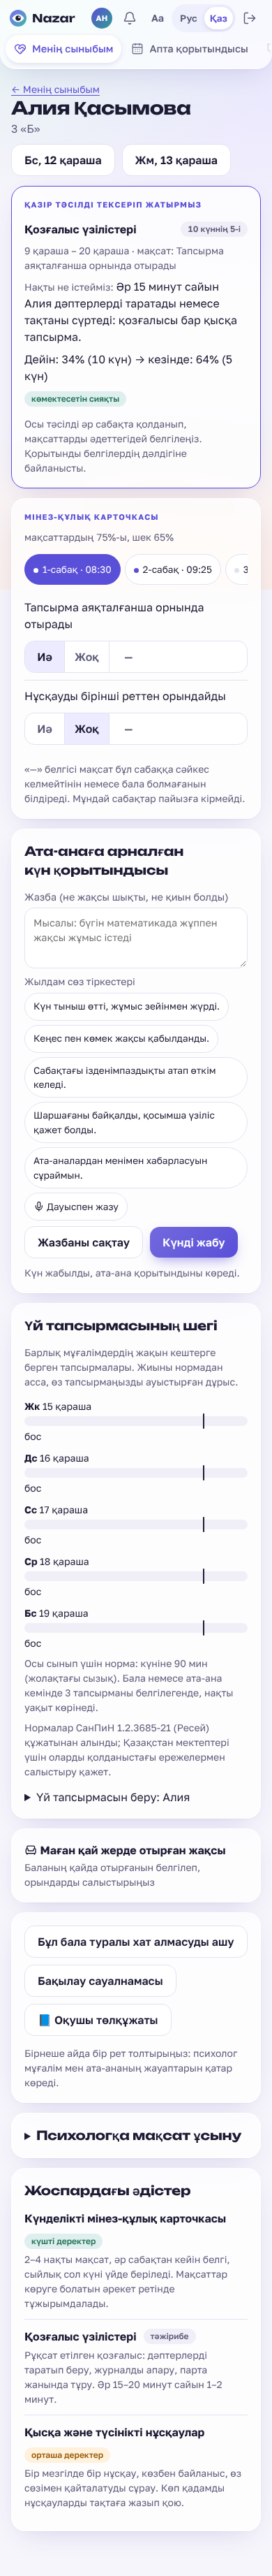 Nazar АН Aa Рус Қаз
Менің сыныбым Апта қорытындысы
← Менің сыныбым
Алия Қасымова
3 «Б»
Бс, 12 қараша Жм, 13 қараша
ҚАЗІР ТӘСІЛДІ ТЕКСЕРІП ЖАТЫРМЫЗ
Қозғалыс үзілістері 10 күннің 5-і
9 қараша – 20 қараша · мақсат: Тапсырма
аяқталғанша орнында отырады
Нақты не істейміз: Әр 15 минут сайын
Алия дәптерлерді таратады немесе
тақтаны сүртеді: қозғалысы бар қысқа
тапсырма.
Дейін: 34% (10 күн) → кезінде: 64% (5
күн)
көмектесетін сияқты
Осы тәсілді әр сабақта қолданып,
мақсаттарды әдеттегідей белгілеңіз.
Қорытынды белгілердің дәлдігіне
байланысты.
МІНЕЗ-ҚҰЛЫҚ КАРТОЧКАСЫ
мақсаттардың 75%-ы, шек 65%
1-сабақ · 08:30 2-сабақ · 09:25 3
Тапсырма аяқталғанша орнында
отырады
Иә Жоқ —
Нұсқауды бірінші реттен орындайды
Иә Жоқ —
«—» белгісі мақсат бұл сабаққа сәйкес
келмейтінін немесе бала болмағанын
білдіреді. Мұндай сабақтар пайызға кірмейді.
Ата-анаға арналған
күн қорытындысы
Жазба (не жақсы шықты, не қиын болды)
Мысалы: бүгін математикада жұппен
жақсы жұмыс істеді
Жылдам сөз тіркестері
Күн тыныш өтті, жұмыс зейінмен жүрді.
Кеңес пен көмек жақсы қабылданды.
Сабақтағы ізденімпаздықты атап өткім
келеді.
Шаршағаны байқалды, қосымша үзіліс
қажет болды.
Ата-аналардан менімен хабарласуын
сұраймын.
Дауыспен жазу
Жазбаны сақтау Күнді жабу
Күн жабылды, ата-ана қорытындыны көреді.
Үй тапсырмасының шегі
Барлық мұғалімдердің жақын кештерге
берген тапсырмалары. Жиыны нормадан
асса, өз тапсырмаңызды ауыстырған дұрыс.
Жк 15 қараша
бос
Дс 16 қараша
бос
Сс 17 қараша
бос
Ср 18 қараша
бос
Бс 19 қараша
бос
Осы сынып үшін норма: күніне 90 мин
(жолақтағы сызық). Бала немесе ата-ана
кемінде 3 тапсырманы белгілегенде, нақты
уақыт көрінеді.
Нормалар СанПиН 1.2.3685-21 (Ресей)
құжатынан алынды; Қазақстан мектептері
үшін оларды қолданыстағы ережелермен
салыстыру қажет.
Үй тапсырмасын беру: Алия
Маған қай жерде отырған жақсы
Баланың қайда отырғанын белгілеп,
орындарды салыстырыңыз
Бұл бала туралы хат алмасуды ашу
Бақылау сауалнамасы
Оқушы төлқұжаты
Бірнеше айда бір рет толтырыңыз: психолог
мұғалім мен ата-ананың жауаптарын қатар
көреді.
Психологқа мақсат ұсыну
Жоспардағы әдістер
Күнделікті мінез-құлық карточкасы
күшті деректер
2–4 нақты мақсат, әр сабақтан кейін белгі,
сыйлық сол күні үйде беріледі. Мақсаттар
көруге болатын әрекет ретінде
тұжырымдалады.
Қозғалыс үзілістері тәжірибе
Рұқсат етілген қозғалыс: дәптерлерді
таратып беру, журналды апару, парта
жанында тұру. Әр 15–20 минут сайын 1–2
минут.
Қысқа және түсінікті нұсқаулар
орташа деректер
Бір мезгілде бір нұсқау, көзбен байланыс, өз
сөзімен қайталатуды сұрау. Көп қадамды
нұсқауларды тақтаға жазып қою.